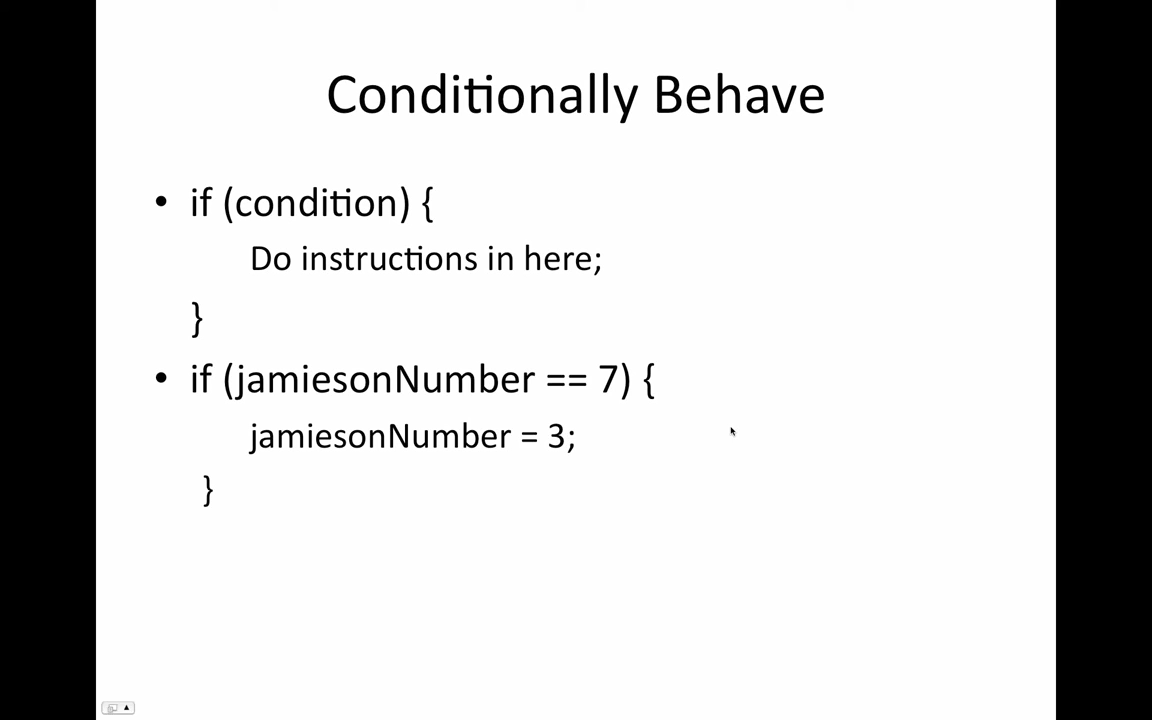 Conditionally Behave
• if (condition) {
Do instructions in here;
}
• if (jamiesonNumber == 7) {
jamiesonNumber = 3;
}